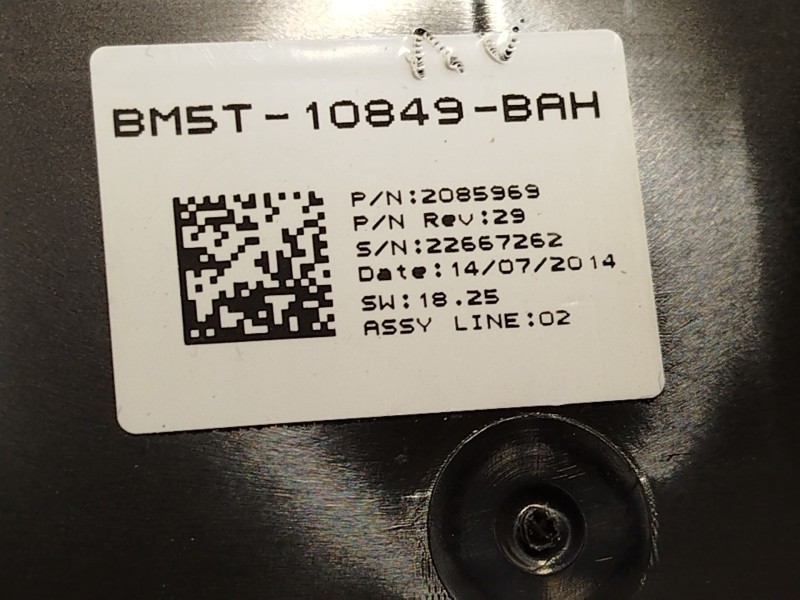 BM5T-10849-BAH
P/N:2085969
P/N Rev:29
S/N:22667262
Date:14/07/2014
SW:18.25
ASSY LINE:02